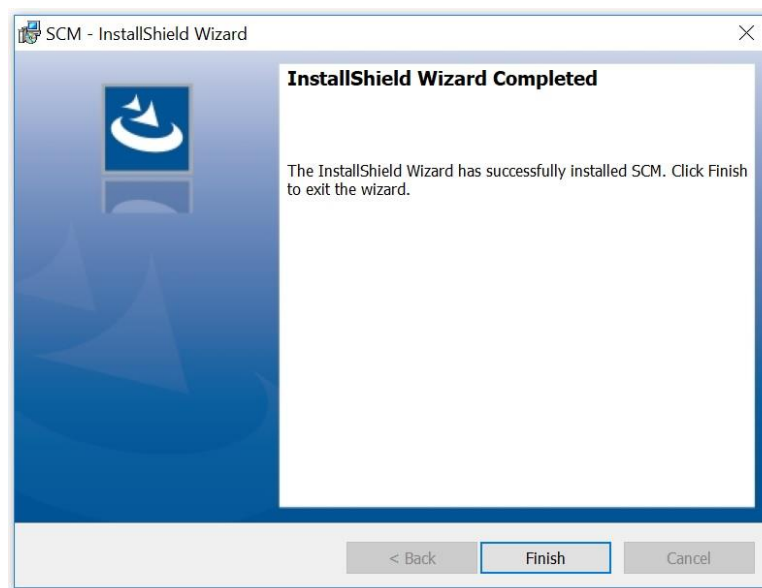 SCM - InstallShield Wizard
InstallShield Wizard Completed
The InstallShield Wizard has successfully installed SCM. Click Finish
to exit the wizard.
< Back
Finish
Cancel